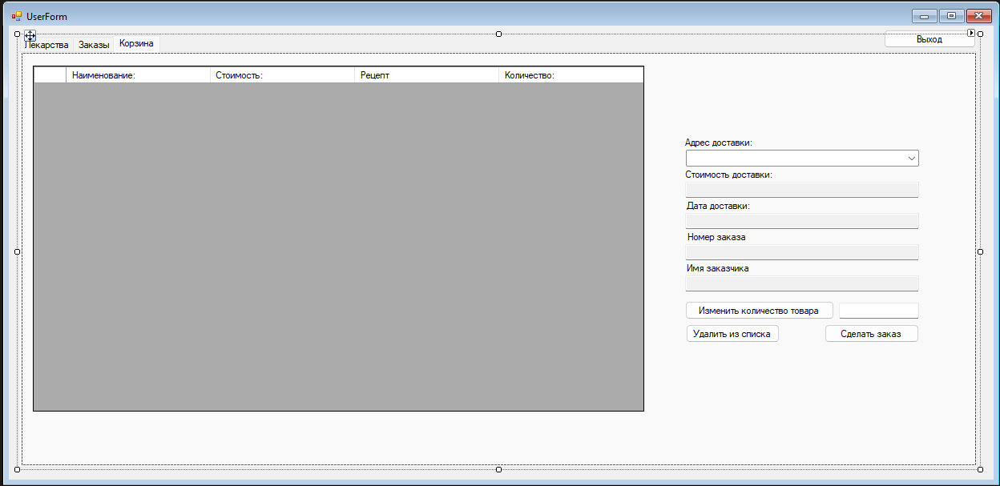 UserForm
Лекарства Заказы Корзина Выход
Наименование: Стоимость: Рецепт Количество:
Адрес доставки:
Стоимость доставки:
Дата доставки:
Номер заказа
Имя заказчика
Изменить количество товара
Удалить из списка Сделать заказ